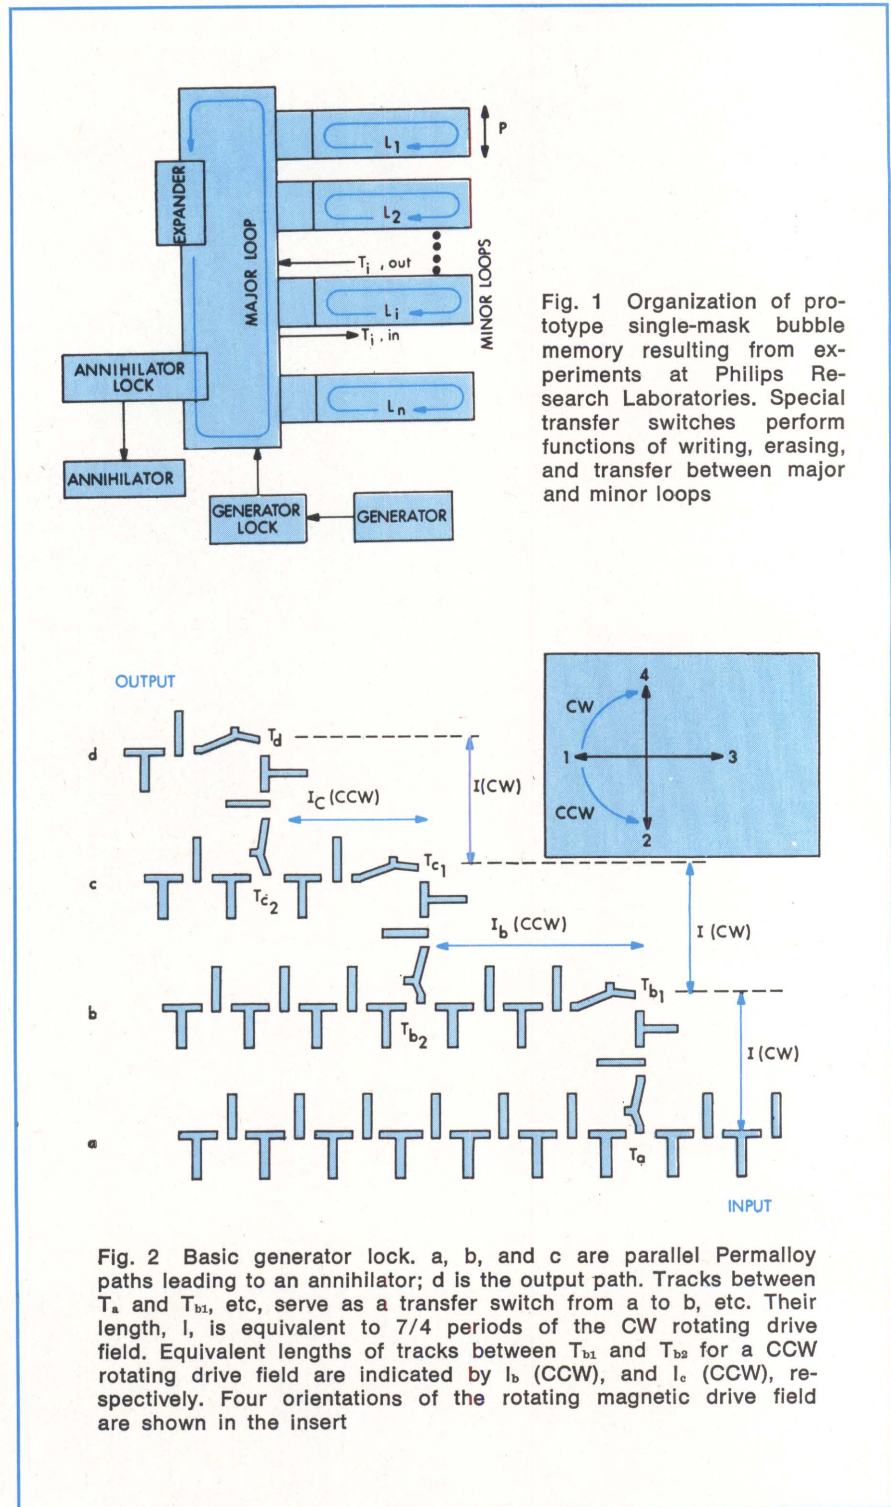 EXPANDER
MAJOR LOOP
L1
P
L2
Ti , out
Li
Ti , in
MINOR LOOPS
Ln
ANNIHILATOR
LOCK
ANNIHILATOR
GENERATOR
LOCK
GENERATOR
Fig. 1 Organization of pro-
totype single-mask bubble
memory resulting from ex-
periments at Philips Re-
search Laboratories. Special
transfer switches perform
functions of writing, erasing,
and transfer between major
and minor loops
OUTPUT
d
Td
I(CW)
IC (CCW)
4
CW
1
3
CCW
2
c
Tc2
Tc1
I (CW)
Ib (CCW)
b
Tb2
Tb1
I (CW)
a
Ta
INPUT
Fig. 2 Basic generator lock. a, b, and c are parallel Permalloy
paths leading to an annihilator; d is the output path. Tracks between
Ta and Tb1, etc, serve as a transfer switch from a to b, etc. Their
length, I, is equivalent to 7/4 periods of the CW rotating drive
field. Equivalent lengths of tracks between Tb1 and Tb2 for a CCW
rotating drive field are indicated by Ib (CCW), and Ic (CCW), re-
spectively. Four orientations of the rotating magnetic drive field
are shown in the insert